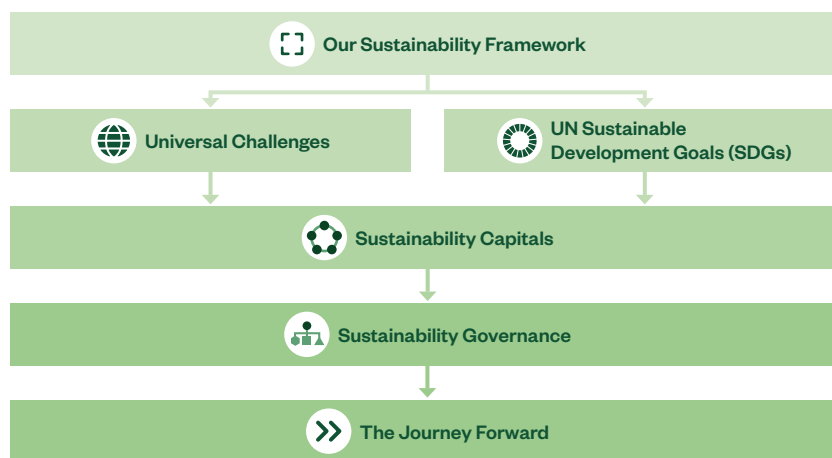 Our Sustainability Framework
Universal Challenges
UN Sustainable
Development Goals (SDGs)
Sustainability Capitals
Sustainability Governance
The Journey Forward